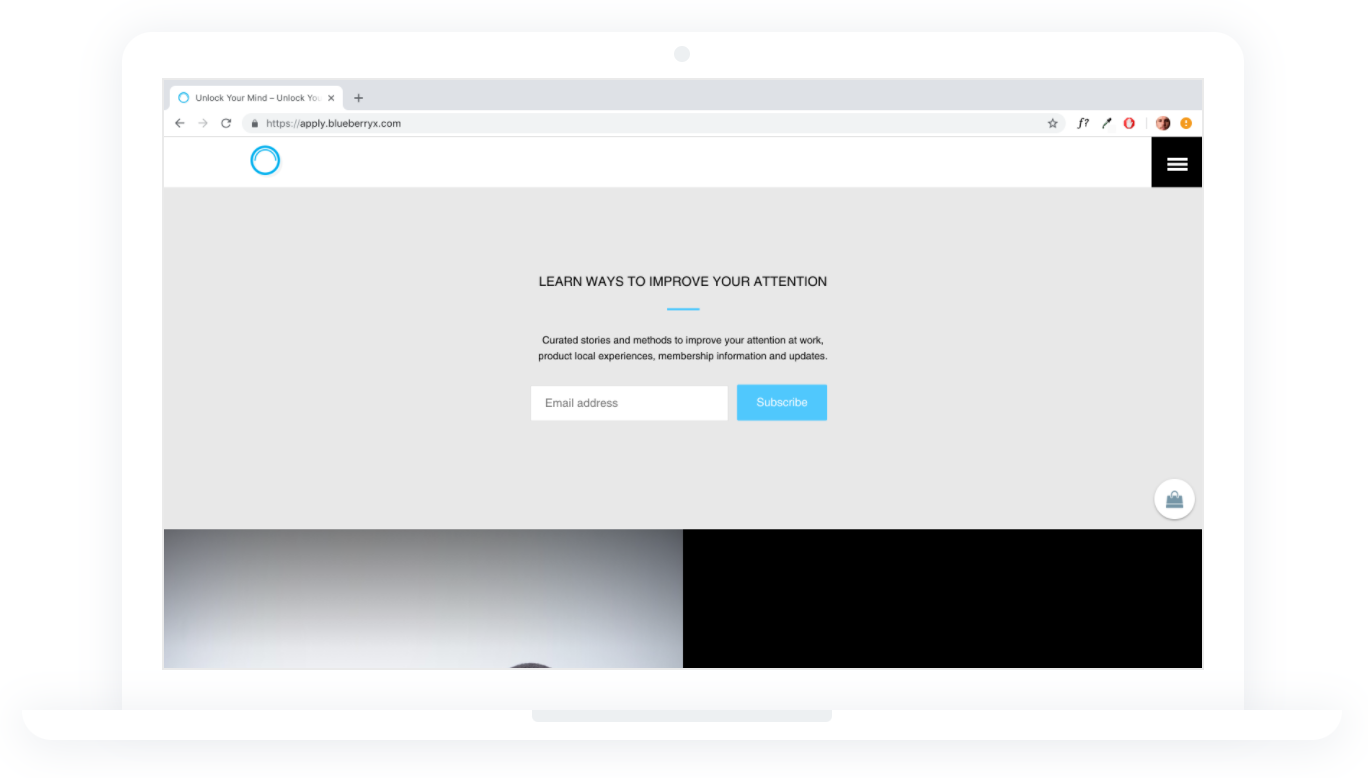 Unlock Your Mind – Unlock You
https://apply.blueberryx.com
f?
LEARN WAYS TO IMPROVE YOUR ATTENTION
Curated stories and methods to improve your attention at work,
product local experiences, membership information and updates.
Email address
Subscribe